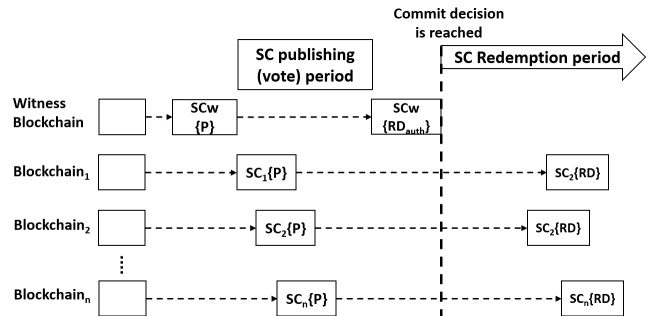 Commit decision
is reached
SC publishing
(vote) period
SC Redemption period
Witness
Blockchain
SCw
{P}
SCw
{RD_auth}
Blockchain₁
SC₁{P}
SC₂{RD}
Blockchain₂
SC₂{P}
SC₂{RD}
Blockchainₙ
SCₙ{P}
SCₙ{RD}